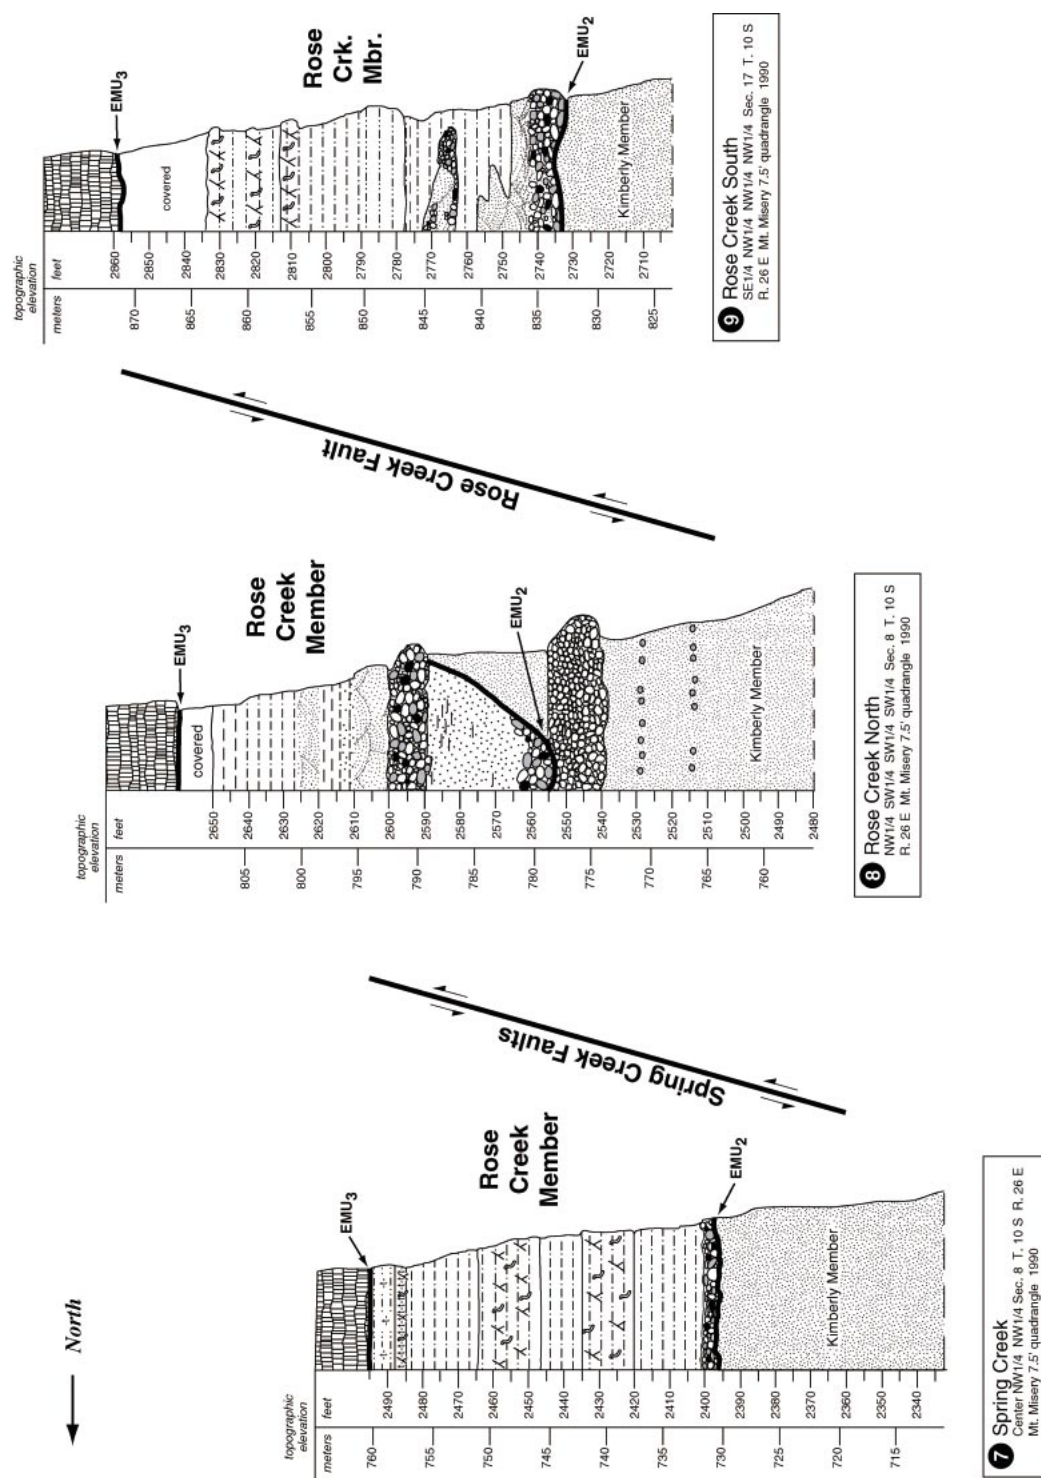 North
topographic
elevation
meters
feet
760
755
750
745
740
735
730
725
720
715
2490
2480
2470
2460
2450
2440
2430
2420
2410
2400
2390
2380
2370
2360
2350
2340
EMU3
Rose
Creek
Member
EMU2
Kimberly Member
7 Spring Creek
Center NW1/4 NW1/4 Sec. 8 T. 10 S R. 26 E
Mt. Misery 7.5' quadrangle 1990
Spring Creek Faults
topographic
elevation
meters
feet
805
800
795
790
785
780
775
770
765
760
2650
2640
2630
2620
2610
2600
2590
2580
2570
2560
2550
2540
2530
2520
2510
2500
2490
2480
EMU3
covered
Rose
Creek
Member
EMU2
Kimberly Member
8 Rose Creek North
NW1/4 SW1/4 SW1/4 SW1/4 Sec. 8 T. 10 S
R. 26 E Mt. Misery 7.5' quadrangle 1990
Rose Creek Fault
topographic
elevation
meters
feet
870
865
860
855
850
845
840
835
830
825
2860
2850
2840
2830
2820
2810
2800
2790
2780
2770
2760
2750
2740
2730
2720
2710
EMU3
covered
Rose
Crk.
Mbr.
EMU2
Kimberly Member
9 Rose Creek South
SE1/4 NW1/4 NW1/4 NW1/4 Sec. 17 T. 10 S
R. 26 E Mt. Misery 7.5' quadrangle 1990